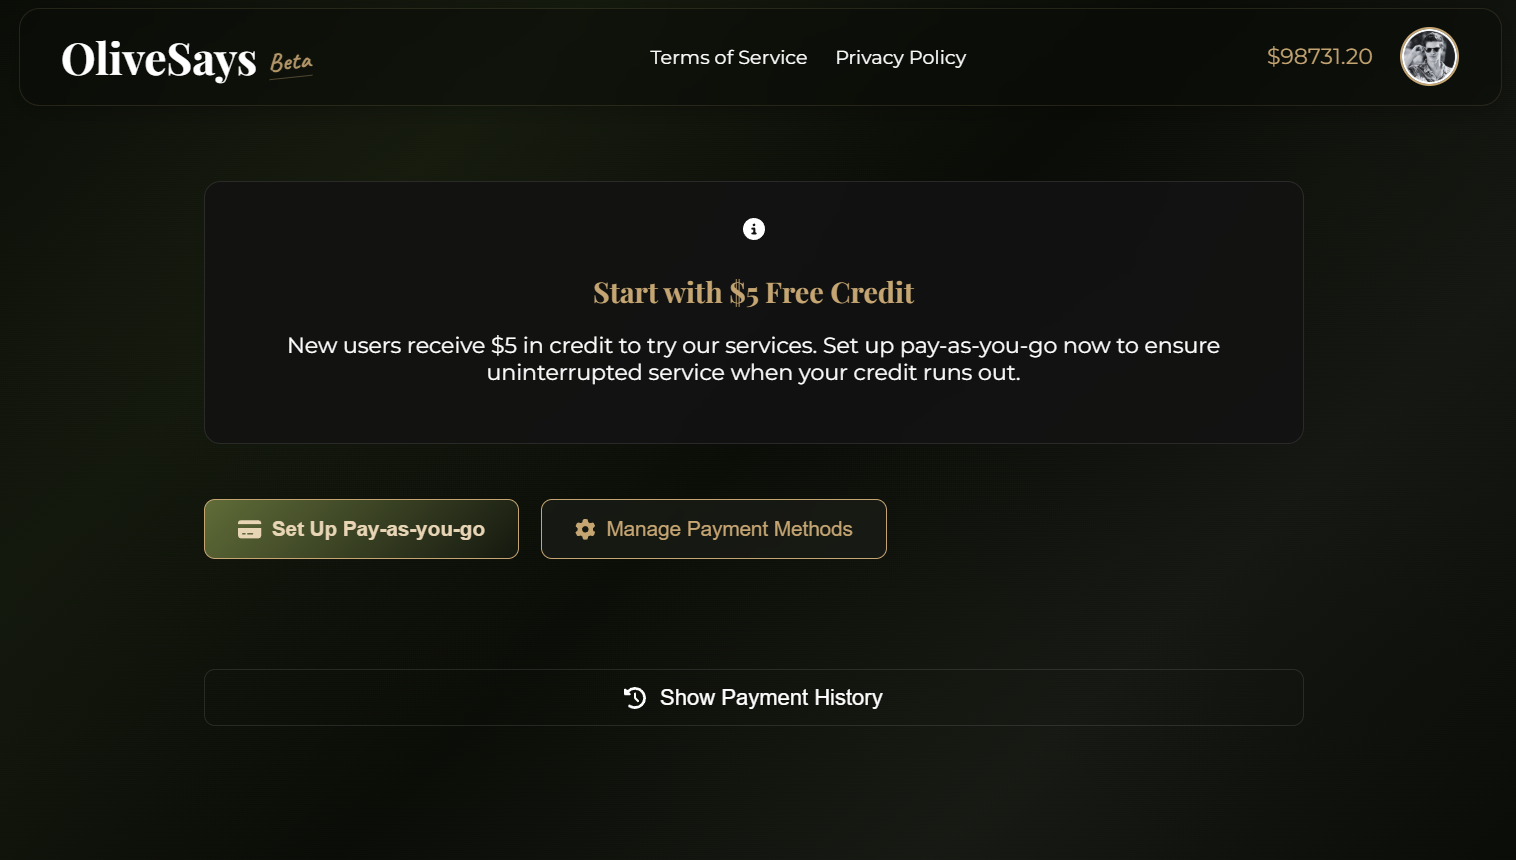 OliveSays Beta
Terms of Service Privacy Policy
$98731.20
Start with $5 Free Credit
New users receive $5 in credit to try our services. Set up pay-as-you-go now to ensure
uninterrupted service when your credit runs out.
Set Up Pay-as-you-go
Manage Payment Methods
Show Payment History